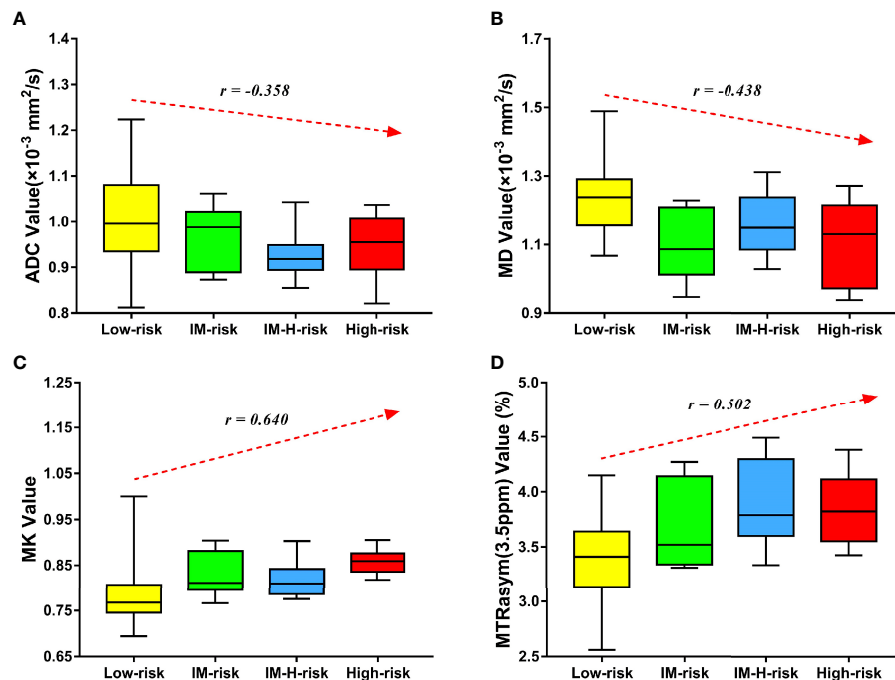 A
ADC Value(×10⁻³ mm²/s)
1.4
1.3
1.2
1.1
1.0
0.9
0.8
r = -0.358
Low-risk IM-risk IM-H-risk High-risk
B
MD Value(×10⁻³ mm²/s)
1.7
1.5
1.3
1.1
0.9
r = -0.438
Low-risk IM-risk IM-H-risk High-risk
C
MK Value
1.25
1.15
1.05
0.95
0.85
0.75
0.65
r = 0.640
Low-risk IM-risk IM-H-risk High-risk
D
MTRasym(3.5ppm) Value (%)
5.0
4.5
4.0
3.5
3.0
2.5
r = 0.502
Low-risk IM-risk IM-H-risk High-risk